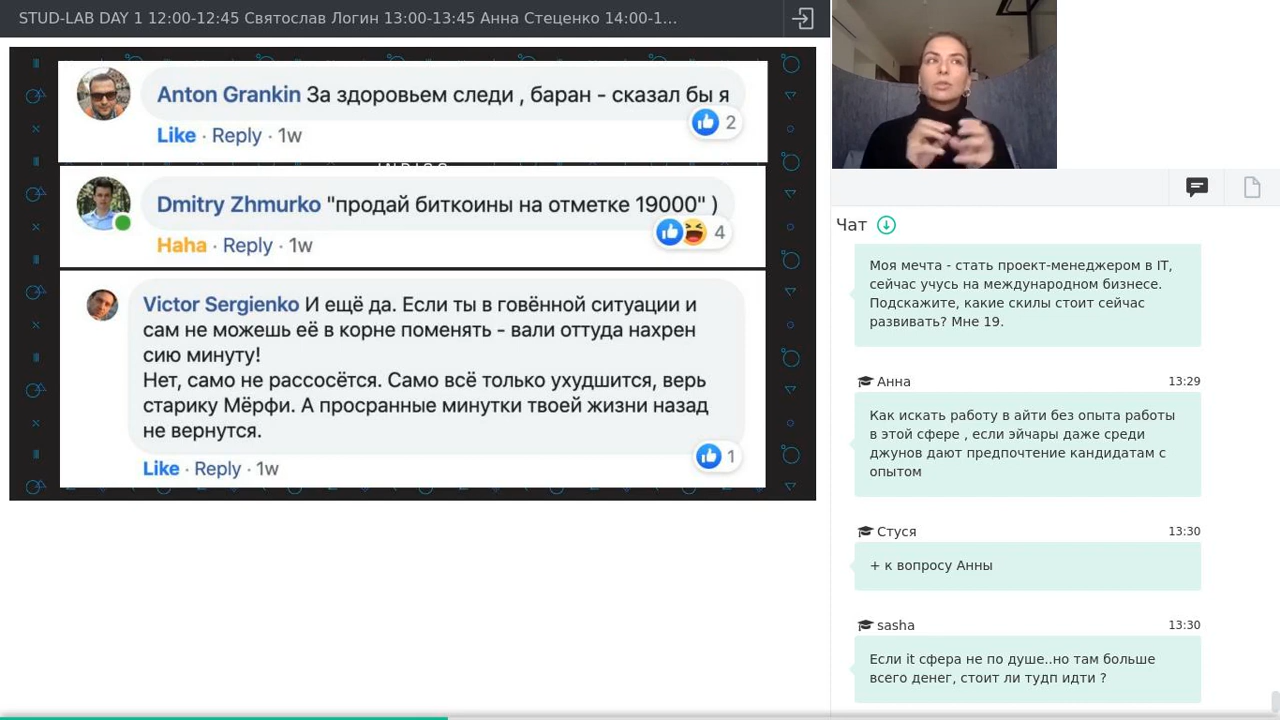 STUD-LAB DAY 1 12:00-12:45 Святослав Логин 13:00-13:45 Анна Стеценко 14:00-1...
Anton Grankin За здоровьем следи , баран - сказал бы я
2
Like · Reply · 1w
Dmitry Zhmurko "продай биткоины на отметке 19000" )
4
Haha · Reply · 1w
Victor Sergienko И ещё да. Если ты в говённой ситуации и
сам не можешь её в корне поменять - вали оттуда нахрен
сию минуту!
Нет, само не рассосётся. Само всё только ухудшится, верь
старику Мёрфи. А просранные минутки твоей жизни назад
не вернутся.
1
Like · Reply · 1w
Чат
Моя мечта - стать проект-менеджером в IT,
сейчас учусь на международном бизнесе.
Подскажите, какие скилы стоит сейчас
развивать? Мне 19.
Анна 13:29
Как искать работу в айти без опыта работы
в этой сфере , если эйчары даже среди
джунов дают предпочтение кандидатам с
опытом
Стуся 13:30
+ к вопросу Анны
sasha 13:30
Если it сфера не по душе..но там больше
всего денег, стоит ли тудп идти ?